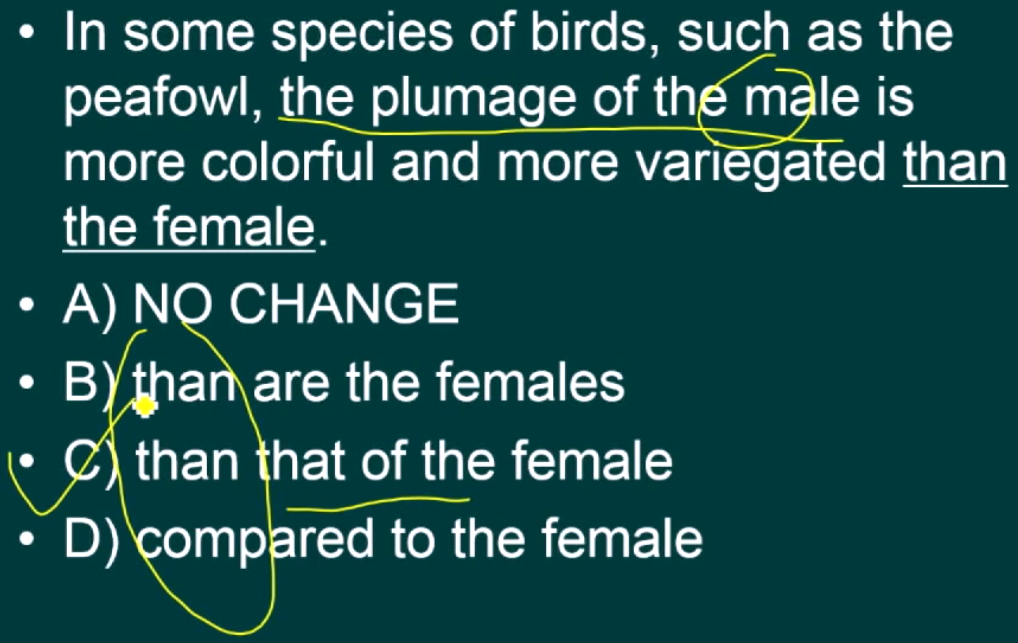 • In some species of birds, such as the
peafowl, the plumage of the male is
more colorful and more variegated than
the female.
• A) NO CHANGE
• B) than are the females
• C) than that of the female
• D) compared to the female